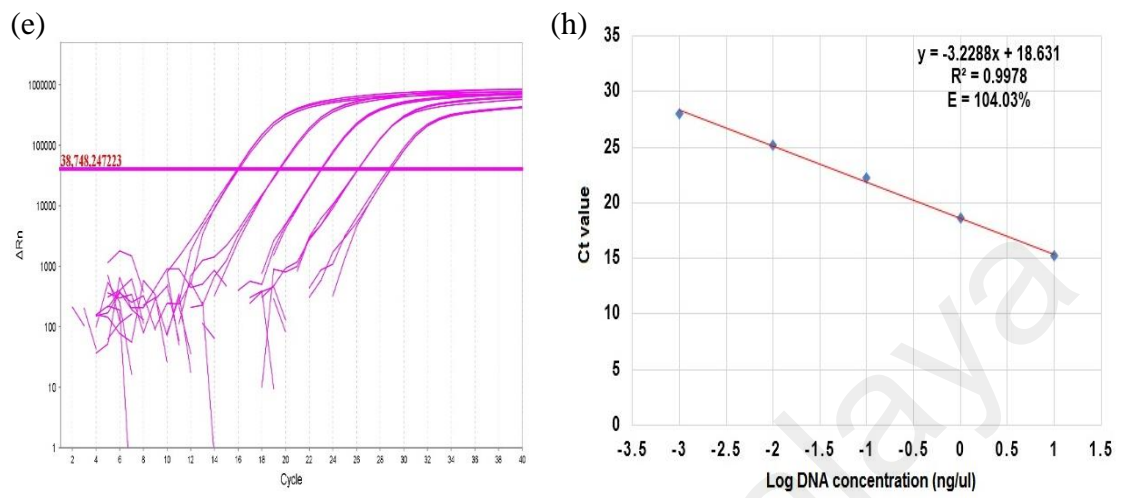 (e)
1000000
100000
38,748.247223
10000
1000
100
10
1
ΔRn
2 4 6 8 10 12 14 16 18 20 22 24 26 28 30 32 34 36 38 40
Cycle
(h)
y = -3.2288x + 18.631
R² = 0.9978
E = 104.03%
35
30
25
20
15
10
5
0
Ct value
-3.5 -3 -2.5 -2 -1.5 -1 -0.5 0 0.5 1 1.5
Log DNA concentration (ng/ul)
alaya